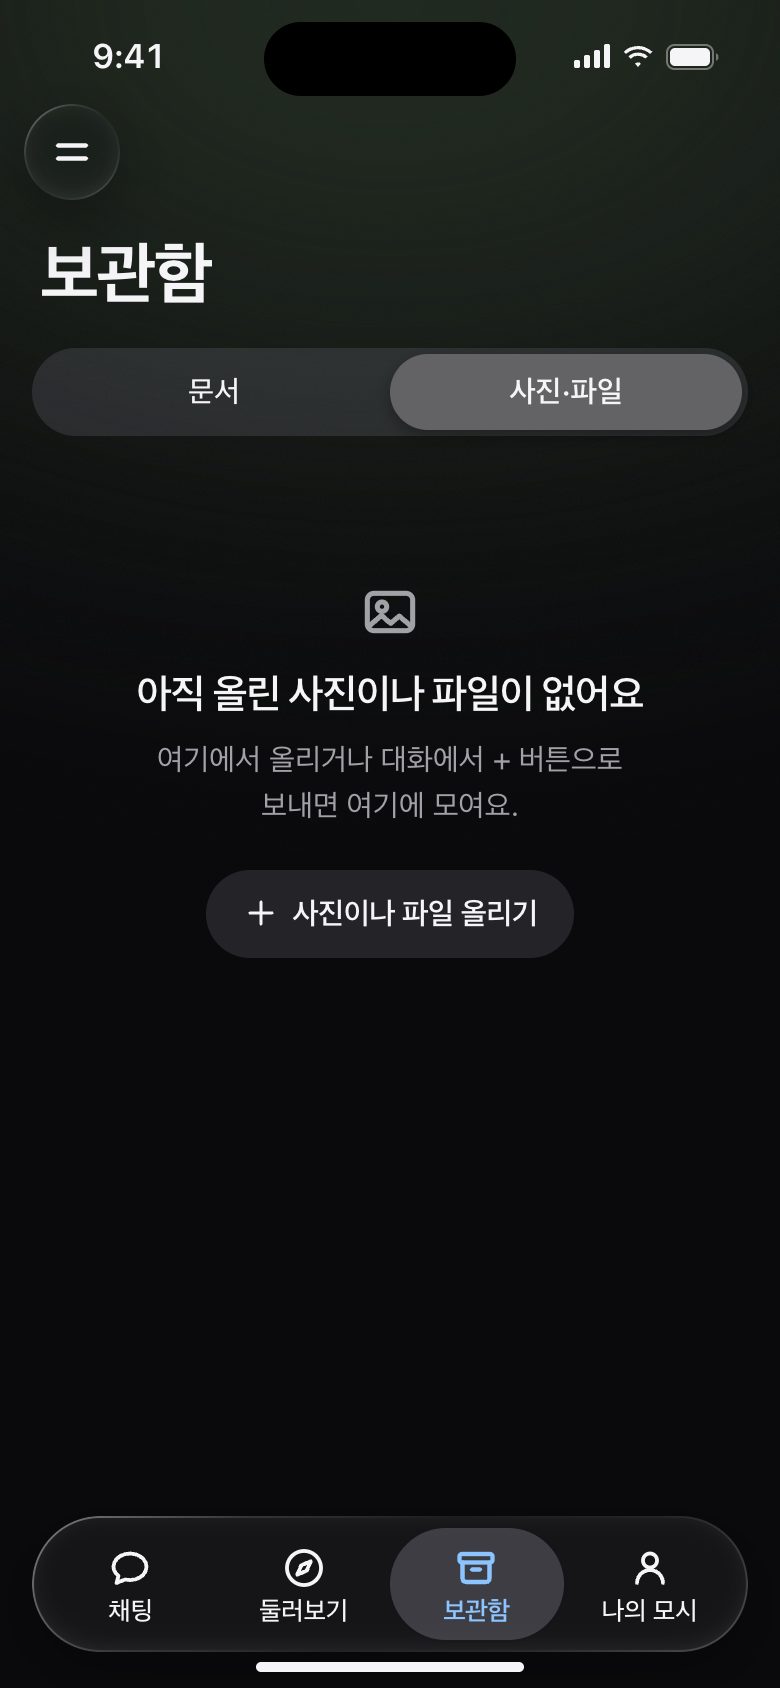 9:41
보관함
문서
사진·파일
아직 올린 사진이나 파일이 없어요
여기에서 올리거나 대화에서 + 버튼으로
보내면 여기에 모여요.
+ 사진이나 파일 올리기
채팅
둘러보기
보관함
나의 모시